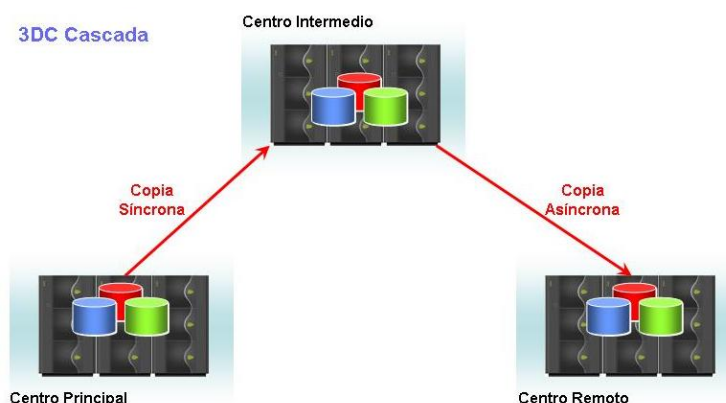 3DC Cascada
Centro Intermedio
Copia
Síncrona
Copia
Asíncrona
Centro Principal
Centro Remoto